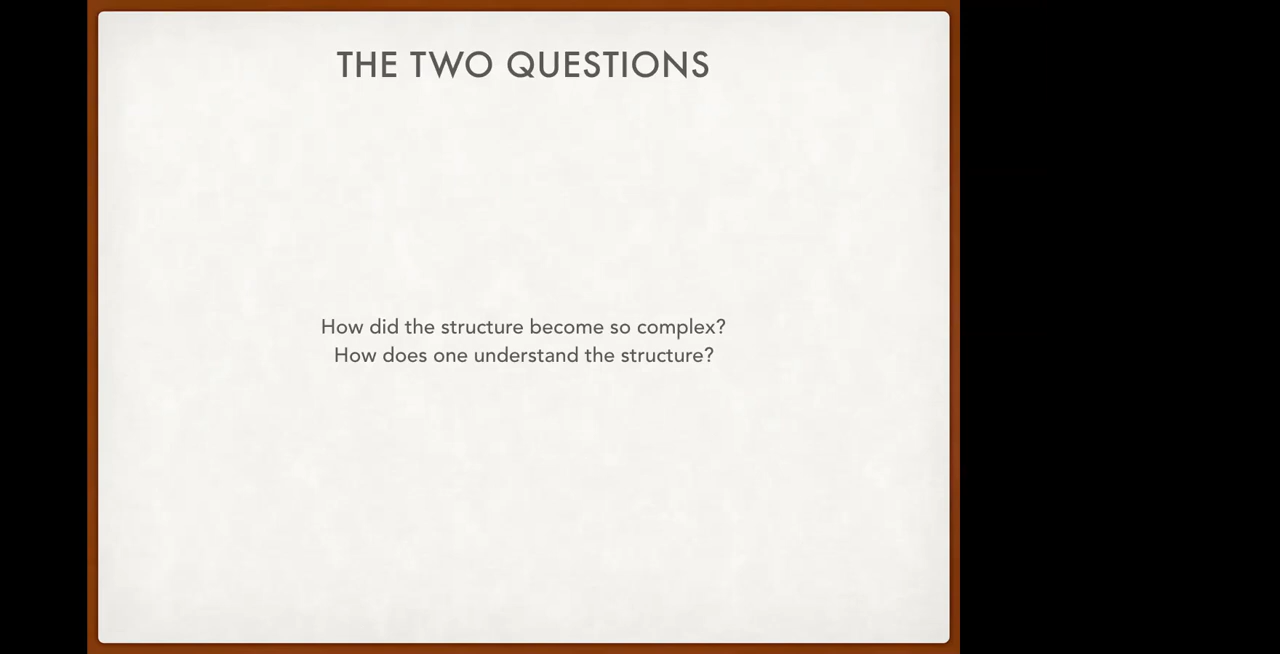 THE TWO QUESTIONS
How did the structure become so complex?
How does one understand the structure?